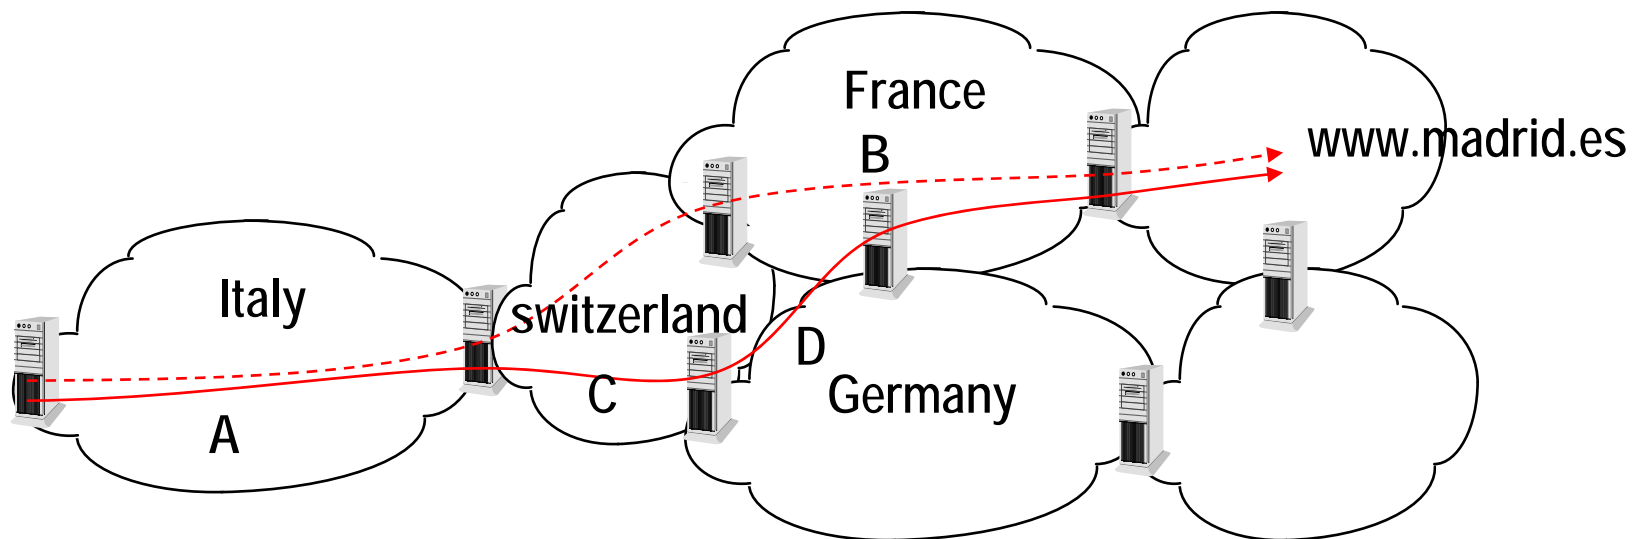 France
B
www.madrid.es
Italy
switzerland
D
C
Germany
A